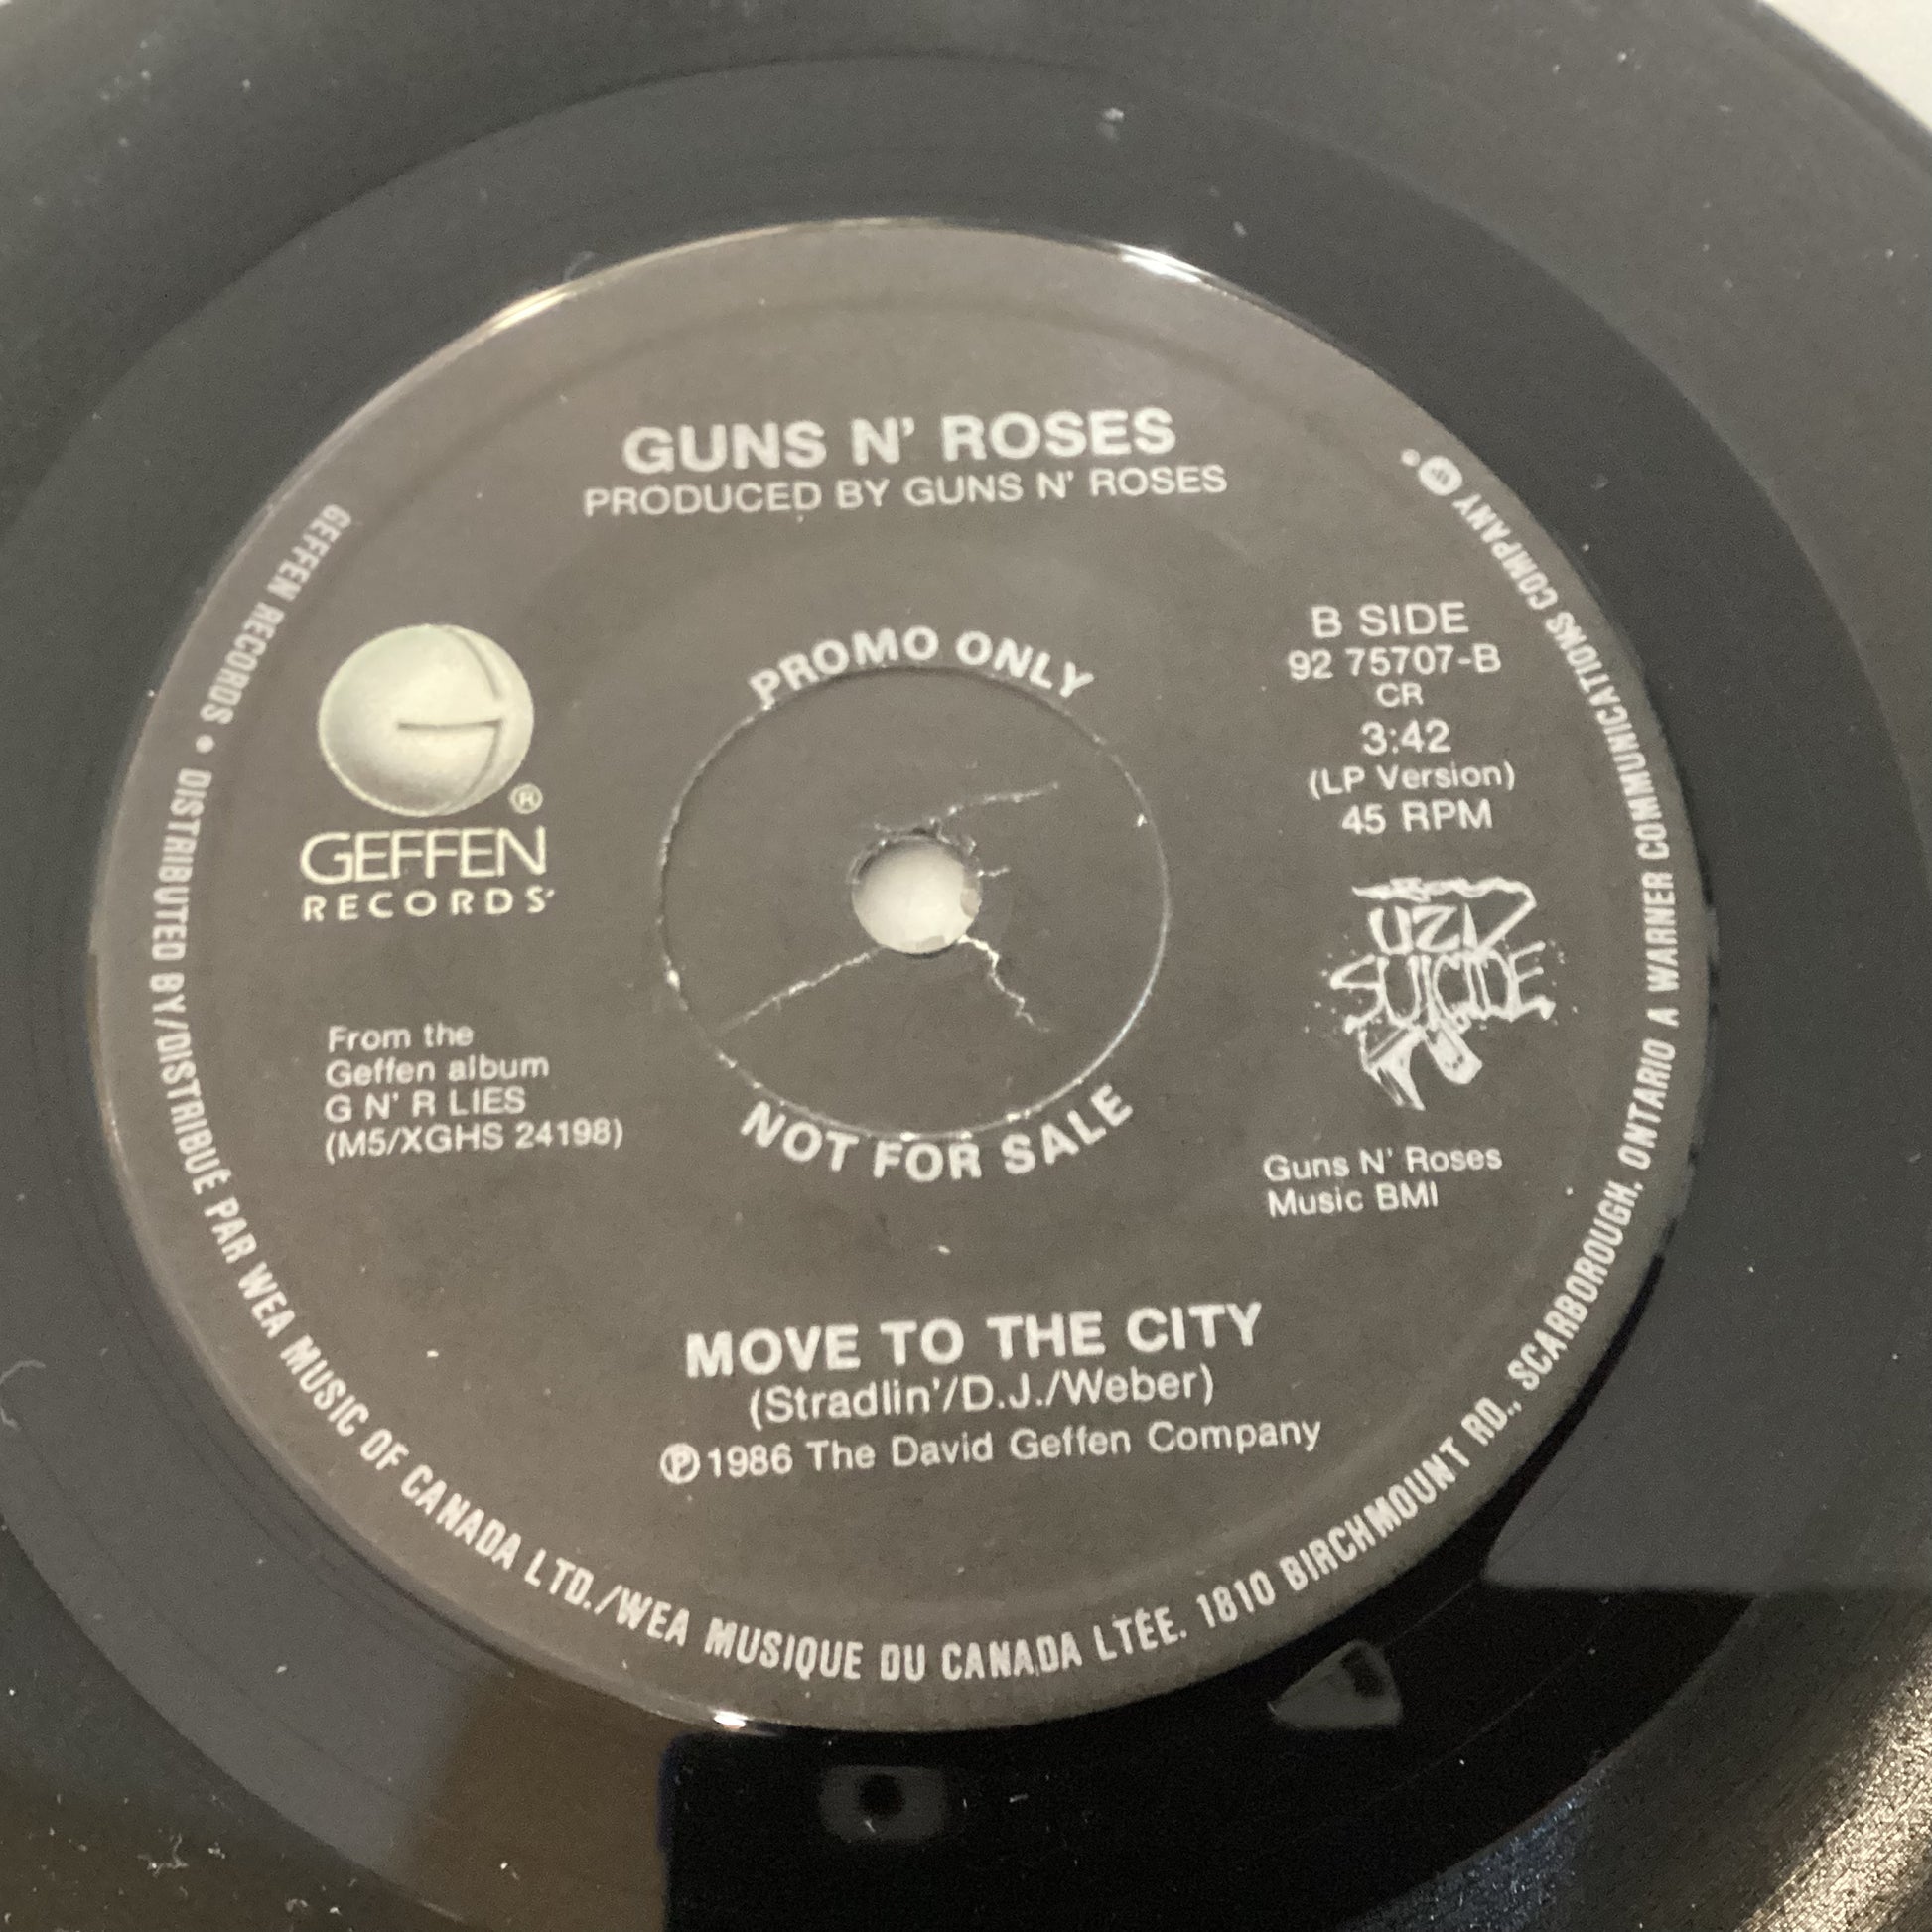 GUNS N' ROSES
PRODUCED BY GUNS N' ROSES
PROMO ONLY
GEFFEN
RECORDS
®
B SIDE
92 75707-B
CR
3:42
(LP Version)
45 RPM
UZI
SUICIDE
From the
Geffen album
G N' R LIES
(M5/XGHS 24198)
NOT FOR SALE
Guns N' Roses
Music BMI
MOVE TO THE CITY
(Stradlin'/D.J./Weber)
℗1986 The David Geffen Company
GEFFEN RECORDS • DISTRIBUTED BY/DISTRIBUÉ PAR WEA MUSIC OF CANADA LTD./WEA MUSIQUE DU CANADA LTÉE. 1810 BIRCHMOUNT RD., SCARBOROUGH, ONTARIO A WARNER COMMUNICATIONS COMPANY